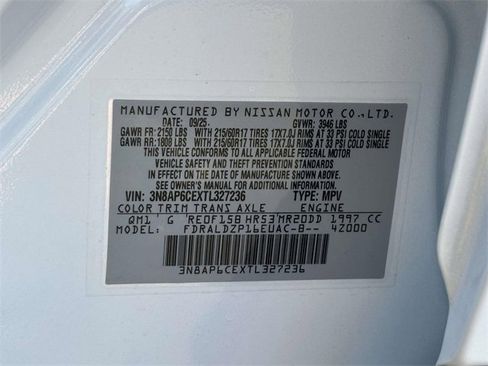 MANUFACTURED BY NISSAN MOTOR CO.,LTD.
DATE: 09/25 GVWR: 3946 LBS
GAWR FR: 2150 LBS WITH 215/60R17 TIRES 17X7.0J RIMS AT 33 PSI COLD SINGLE
GAWR RR: 1808 LBS WITH 215/60R17 TIRES 17X7.0J RIMS AT 33 PSI COLD SINGLE
THIS VEHICLE CONFORMS TO ALL APPLICABLE FEDERAL MOTOR
VEHICLE SAFETY AND THEFT PREVENTION STANDARDS
IN EFFECT ON THE DATE OF MANUFACTURE SHOWN ABOVE.
SEE OWNER'S MANUAL FOR ADDITIONAL INFORMATION.
VIN: 3N8AP6CEXTL327236 TYPE: MPV
COLOR TRIM TRANS AXLE ENGINE
QM1 G RE0F15B HR53 MR20DD 1997 CC
MODEL: FDRALDZP16EUAC-B-- 4Z000
3N8AP6CEXTL327236